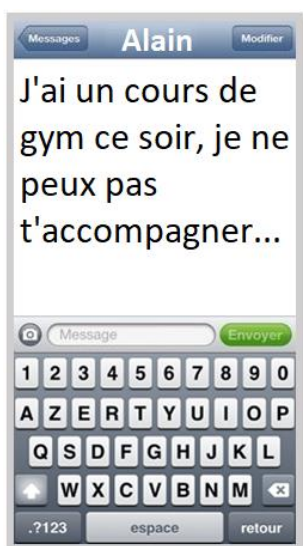 Messages Alain Modifier
J'ai un cours de
gym ce soir, je ne
peux pas
t'accompagner...
Message Envoyer
1 2 3 4 5 6 7 8 9 0
A Z E R T Y U I O P
Q S D F G H J K L
W X C V B N M
.?123 espace retour